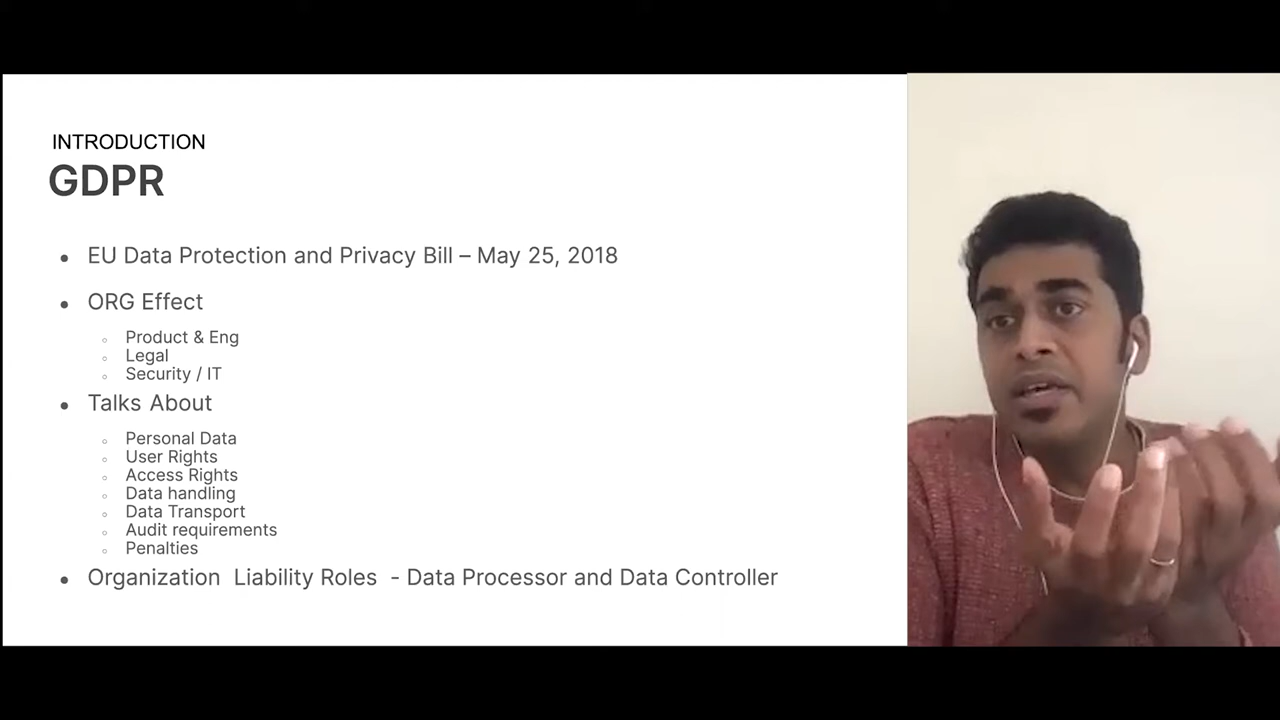 INTRODUCTION
GDPR
• EU Data Protection and Privacy Bill – May 25, 2018
• ORG Effect
○ Product & Eng
○ Legal
○ Security / IT
• Talks About
○ Personal Data
○ User Rights
○ Access Rights
○ Data handling
○ Data Transport
○ Audit requirements
○ Penalties
• Organization Liability Roles - Data Processor and Data Controller